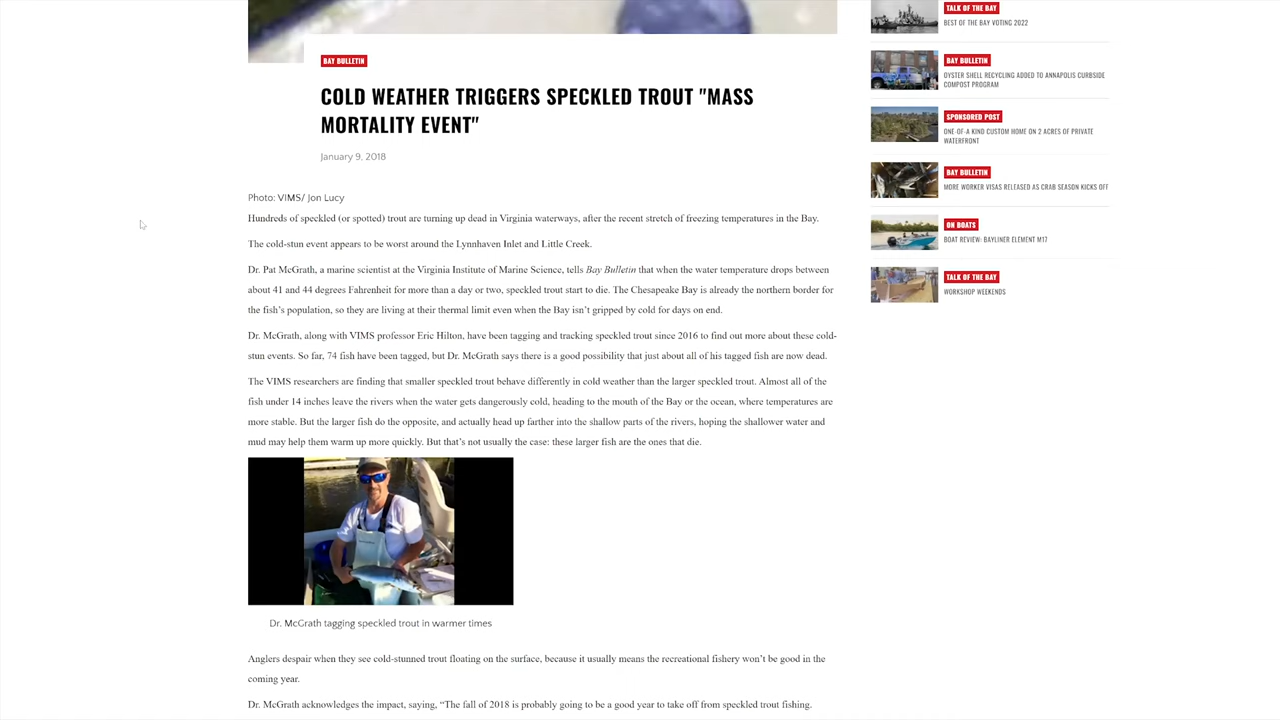 BAY BULLETIN
COLD WEATHER TRIGGERS SPECKLED TROUT "MASS
MORTALITY EVENT"
January 9, 2018
Photo: VIMS/ Jon Lucy
Hundreds of speckled (or spotted) trout are turning up dead in Virginia waterways, after the recent stretch of freezing temperatures in the Bay.
The cold-stun event appears to be worst around the Lynnhaven Inlet and Little Creek.
Dr. Pat McGrath, a marine scientist at the Virginia Institute of Marine Science, tells Bay Bulletin that when the water temperature drops between
about 41 and 44 degrees Fahrenheit for more than a day or two, speckled trout start to die. The Chesapeake Bay is already the northern border for
the fish's population, so they are living at their thermal limit even when the Bay isn't gripped by cold for days on end.
Dr. McGrath, along with VIMS professor Eric Hilton, have been tagging and tracking speckled trout since 2016 to find out more about these cold-
stun events. So far, 74 fish have been tagged, but Dr. McGrath says there is a good possibility that just about all of his tagged fish are now dead.
The VIMS researchers are finding that smaller speckled trout behave differently in cold weather than the larger speckled trout. Almost all of the
fish under 14 inches leave the rivers when the water gets dangerously cold, heading to the mouth of the Bay or the ocean, where temperatures are
more stable. But the larger fish do the opposite, and actually head up farther into the shallow parts of the rivers, hoping the shallower water and
mud may help them warm up more quickly. But that's not usually the case: these larger fish are the ones that die.
Dr. McGrath tagging speckled trout in warmer times
Anglers despair when they see cold-stunned trout floating on the surface, because it usually means the recreational fishery won't be good in the
coming year.
Dr. McGrath acknowledges the impact, saying, “The fall of 2018 is probably going to be a good year to take off from speckled trout fishing.
TALK OF THE BAY
BEST OF THE BAY VOTING 2022
BAY BULLETIN
OYSTER SHELL RECYCLING ADDED TO ANNAPOLIS CURBSIDE
COMPOST PROGRAM
SPONSORED POST
ONE-OF-A KIND CUSTOM HOME ON 2 ACRES OF PRIVATE
WATERFRONT
BAY BULLETIN
MORE WORKER VISAS RELEASED AS CRAB SEASON KICKS OFF
ON BOATS
BOAT REVIEW: BAYLINER ELEMENT M17
TALK OF THE BAY
WORKSHOP WEEKENDS